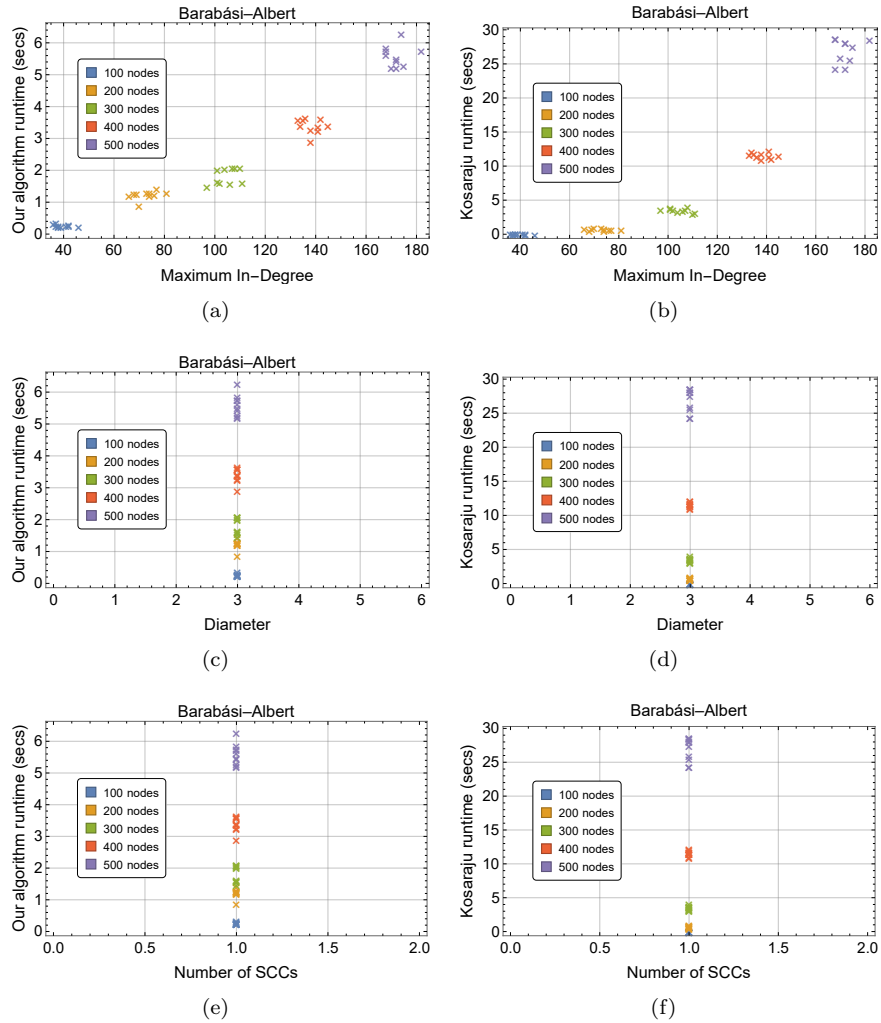 Barabási–Albert
Our algorithm runtime (secs)
6
5
4
3
2
1
0
100 nodes
200 nodes
300 nodes
400 nodes
500 nodes
40 60 80 100 120 140 160 180
Maximum In–Degree
(a)
Barabási–Albert
Kosaraju runtime (secs)
30
25
20
15
10
5
0
100 nodes
200 nodes
300 nodes
400 nodes
500 nodes
40 60 80 100 120 140 160 180
Maximum In–Degree
(b)
Barabási–Albert
Our algorithm runtime (secs)
6
5
4
3
2
1
0
100 nodes
200 nodes
300 nodes
400 nodes
500 nodes
0 1 2 3 4 5 6
Diameter
(c)
Kosaraju runtime (secs)
30
25
20
15
10
5
0
100 nodes
200 nodes
300 nodes
400 nodes
500 nodes
0 1 2 3 4 5 6
Diameter
(d)
Barabási–Albert
Our algorithm runtime (secs)
6
5
4
3
2
1
0
100 nodes
200 nodes
300 nodes
400 nodes
500 nodes
0.0 0.5 1.0 1.5 2.0
Number of SCCs
(e)
Barabási–Albert
Kosaraju runtime (secs)
30
25
20
15
10
5
0
100 nodes
200 nodes
300 nodes
400 nodes
500 nodes
0.0 0.5 1.0 1.5 2.0
Number of SCCs
(f)